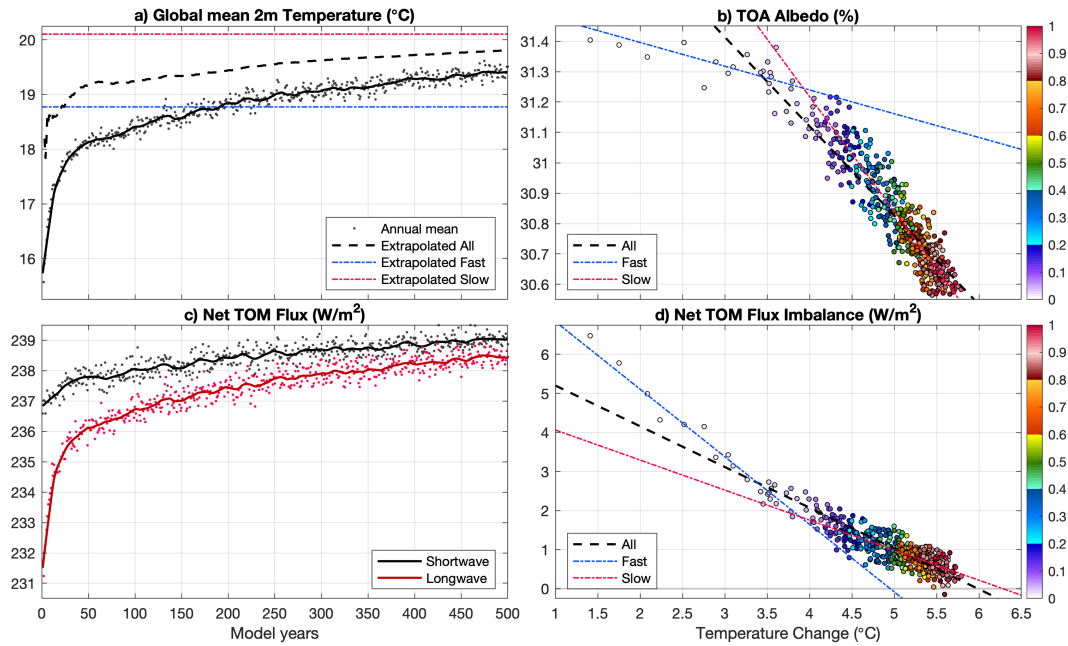 a) Global mean 2m Temperature (°C)
20
19
18
17
16
Annual mean
Extrapolated All
Extrapolated Fast
Extrapolated Slow
b) TOA Albedo (%)
31.4
31.3
31.2
31.1
31
30.9
30.8
30.7
30.6
All
Fast
Slow
1
0.9
0.8
0.7
0.6
0.5
0.4
0.3
0.2
0.1
0
c) Net TOM Flux (W/m²)
239
238
237
236
235
234
233
232
231
Shortwave
Longwave
0 50 100 150 200 250 300 350 400 450 500
Model years
d) Net TOM Flux Imbalance (W/m²)
6
5
4
3
2
1
0
All
Fast
Slow
1 1.5 2 2.5 3 3.5 4 4.5 5 5.5 6 6.5
Temperature Change (°C)
1
0.9
0.8
0.7
0.6
0.5
0.4
0.3
0.2
0.1
0